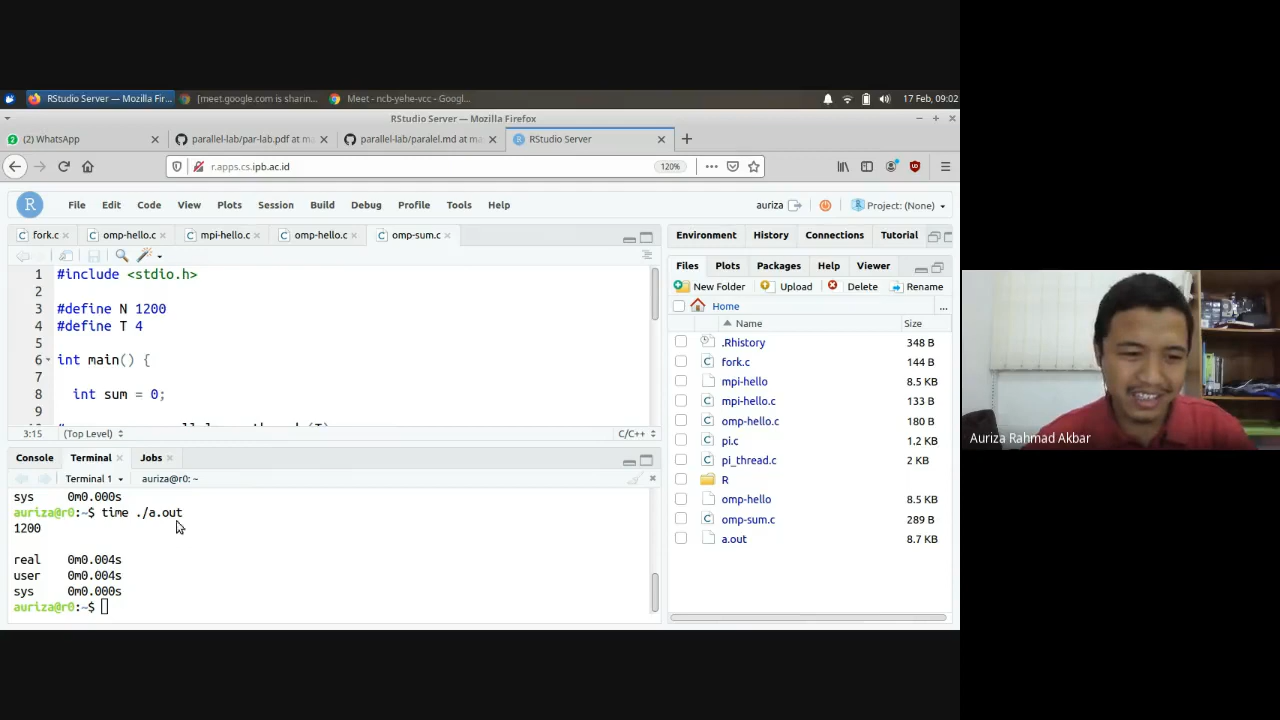 RStudio Server — Mozilla Fir...
[meet.google.com is sharin...
Meet - ncb-yehe-vcc - Googl...
17 Feb, 09:02
RStudio Server — Mozilla Firefox
(2) WhatsApp
parallel-lab/par-lab.pdf at ma
parallel-lab/paralel.md at ma
RStudio Server
r.apps.cs.ipb.ac.id
120%
R
File Edit Code View Plots Session Build Debug Profile Tools Help
auriza
Project: (None)
fork.c
omp-hello.c
mpi-hello.c
omp-hello.c
omp-sum.c
1 #include <stdio.h>
2
3 #define N 1200
4 #define T 4
5
6 int main() {
7
8 int sum = 0;
9
3:15 (Top Level) C/C++
Console Terminal Jobs
Terminal 1 auriza@r0: ~
sys 0m0.000s
auriza@r0:~$ time ./a.out
1200
real 0m0.004s
user 0m0.004s
sys 0m0.000s
auriza@r0:~$
Environment History Connections Tutorial
Files Plots Packages Help Viewer
New Folder Upload Delete Rename
Home ...
Name Size
.Rhistory 348 B
fork.c 144 B
mpi-hello 8.5 KB
mpi-hello.c 133 B
omp-hello.c 180 B
pi.c 1.2 KB
pi_thread.c 2 KB
R
omp-hello 8.5 KB
omp-sum.c 289 B
a.out 8.7 KB
Auriza Rahmad Akbar